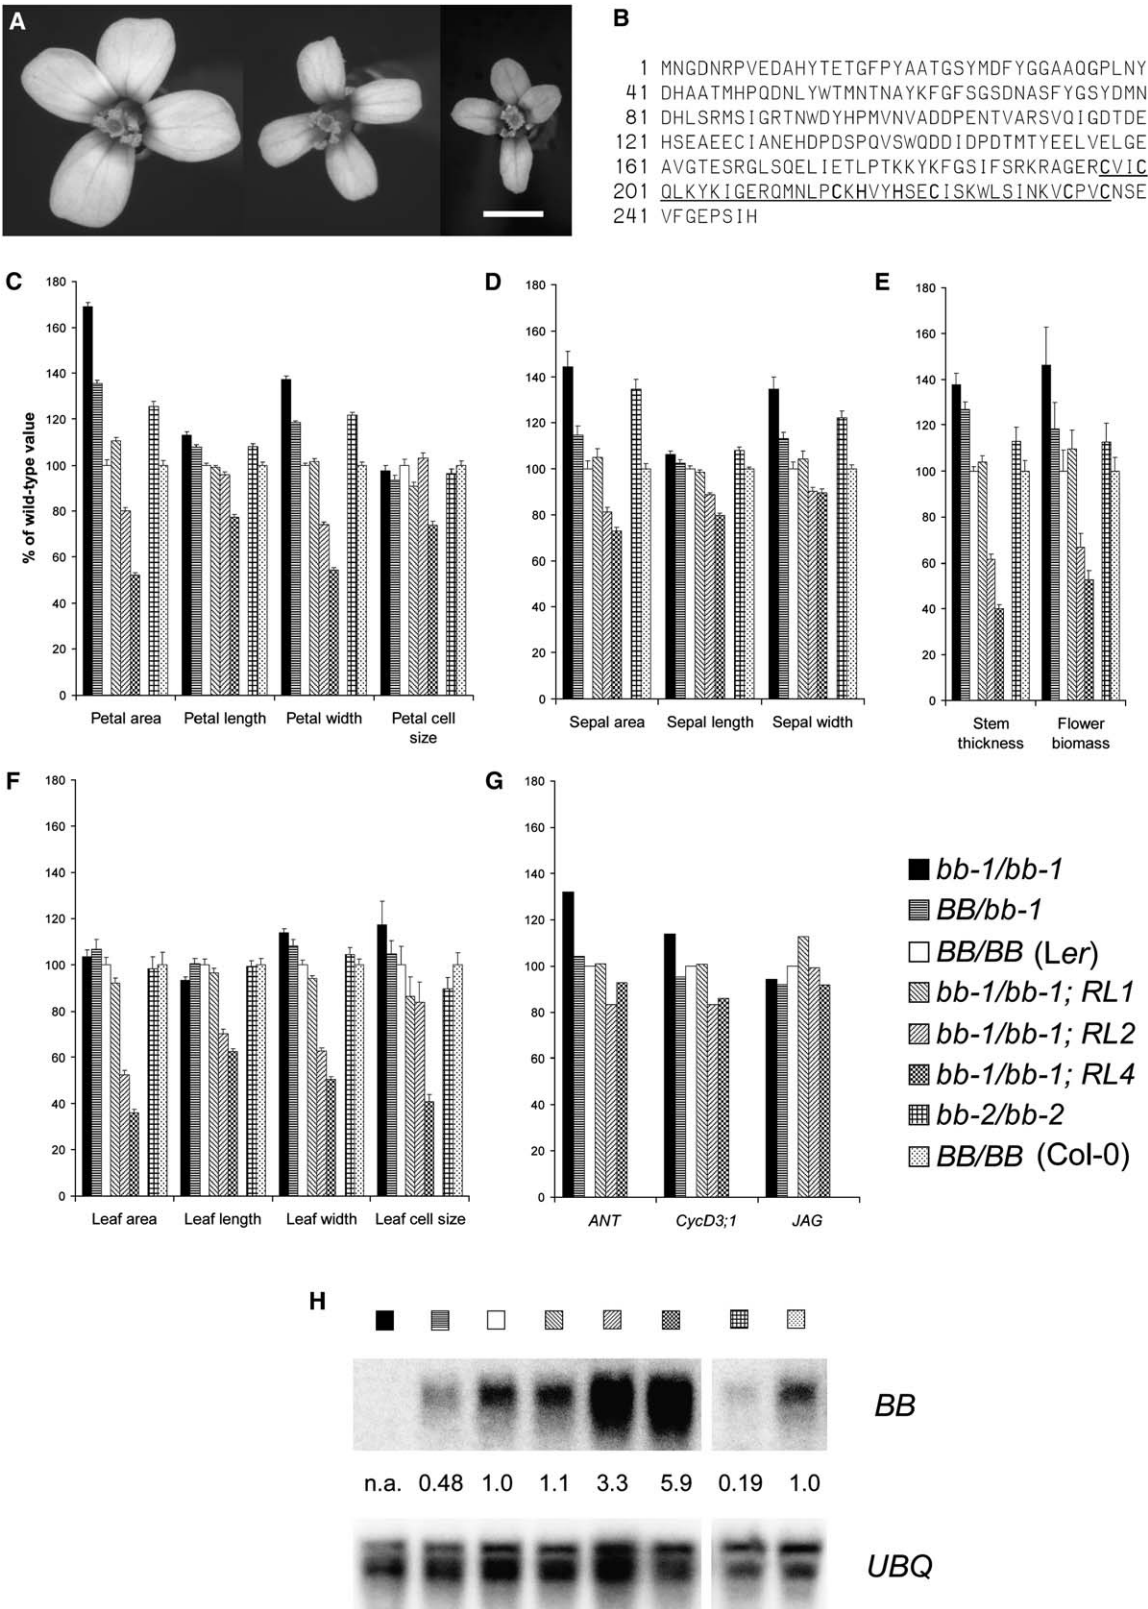 A
B
1 MNGDNRPVEDAHYTETGFPYAATGSYMDFYGGAAQGPLNY
41 DHAATMHPQDNLYWTMNTNAYKFGFSGSDNASFYGSYDMN
81 DHLSRMSIGRTNWDYHPMVNVADDPENTVARSVQIGDTDE
121 HSEAEECIANEHDPDSPQVSWQDDIDPDTMTYEELVELGE
161 AVGTESRGLSQELIETLPTKKYKFGSIFSRKRAGERCVIC
201 QLKYKIGERQMNLPCKHVYHSECISKWLSINKVCPVCNSE
241 VFGEPSIH
C
% of wild-type value
180
160
140
120
100
80
60
40
20
0
Petal area Petal length Petal width Petal cell
size
D
180
160
140
120
100
80
60
40
20
0
Sepal area Sepal length Sepal width
E
180
160
140
120
100
80
60
40
20
0
Stem Flower
thickness biomass
F
180
160
140
120
100
80
60
40
20
0
Leaf area Leaf length Leaf width Leaf cell size
G
180
160
140
120
100
80
60
40
20
0
ANT CycD3;1 JAG
bb-1/bb-1
BB/bb-1
BB/BB (Ler)
bb-1/bb-1; RL1
bb-1/bb-1; RL2
bb-1/bb-1; RL4
bb-2/bb-2
BB/BB (Col-0)
H
BB
n.a. 0.48 1.0 1.1 3.3 5.9 0.19 1.0
UBQ